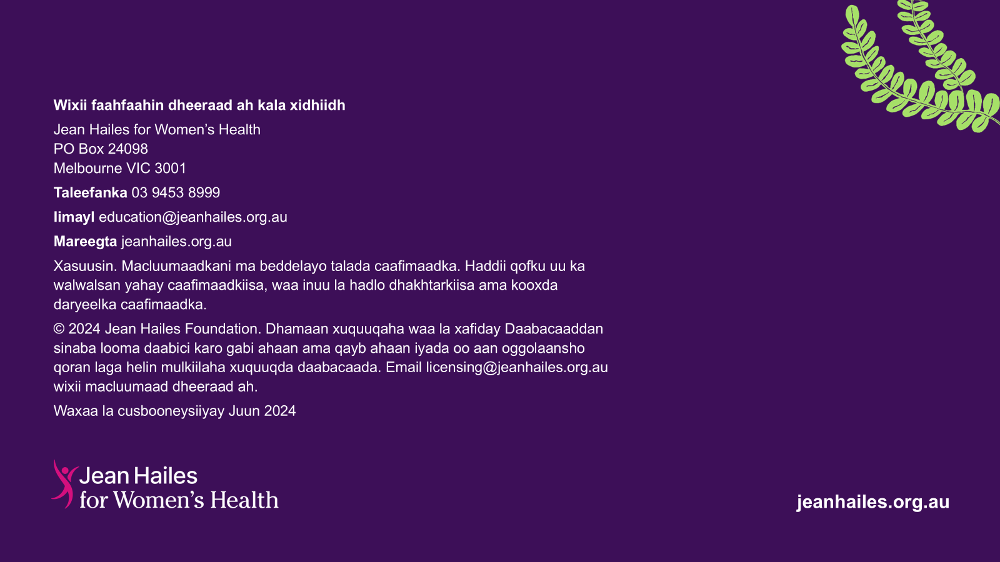 Wixii faahfaahin dheeraad ah kala xidhiidh
Jean Hailes for Women’s Health
PO Box 24098
Melbourne VIC 3001
Taleefanka 03 9453 8999
Iimayl education@jeanhailes.org.au
Mareegta jeanhailes.org.au
Xasuusin. Macluumaadkani ma beddelayo talada caafimaadka. Haddii qofku uu ka
walwalsan yahay caafimaadkiisa, waa inuu la hadlo dhakhtarkiisa ama kooxda
daryeelka caafimaadka.
© 2024 Jean Hailes Foundation. Dhamaan xuquuqaha waa la xafiday Daabacaaddan
sinaba looma daabici karo gabi ahaan ama qayb ahaan iyada oo aan oggolaansho
qoran laga helin mulkiilaha xuquuqda daabacaada. Email licensing@jeanhailes.org.au
wixii macluumaad dheeraad ah.
Waxaa la cusbooneysiiyay Juun 2024
Jean Hailes
for Women’s Health
jeanhailes.org.au